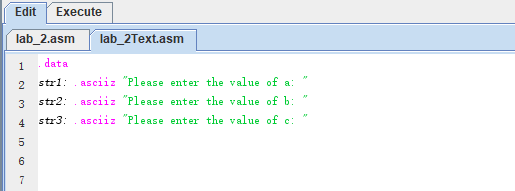 Edit Execute
lab_2.asm lab_2Text.asm
1 .data
2 str1: .asciiz "Please enter the value of a: "
3 str2: .asciiz "Please enter the value of b: "
4 str3: .asciiz "Please enter the value of c: "
5
6
7